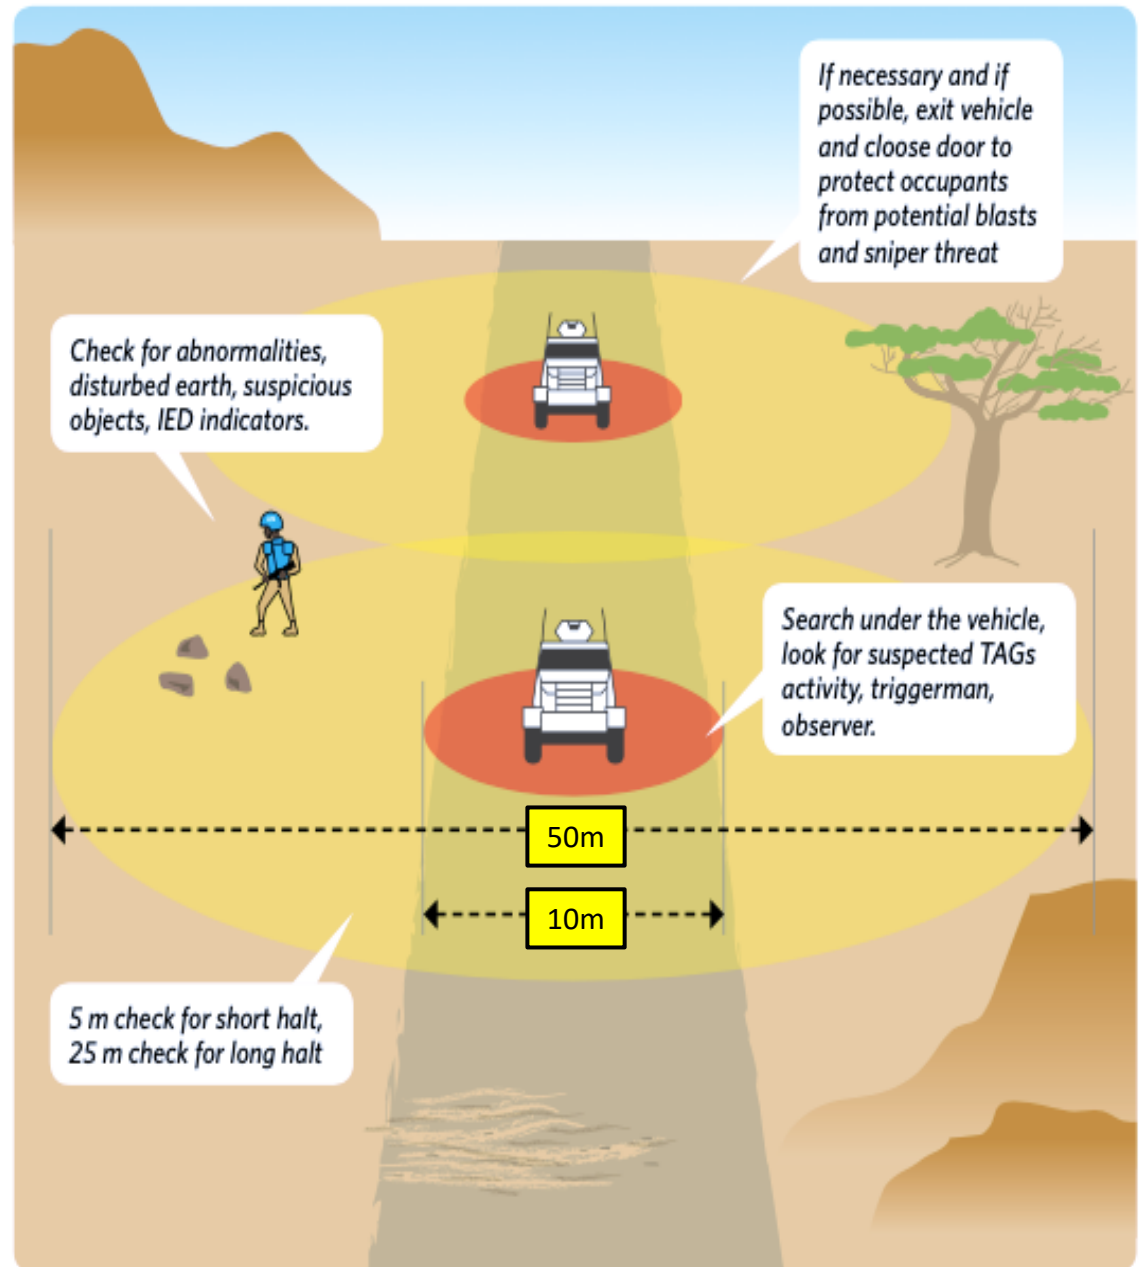 If necessary and if
possible, exit vehicle
and cloose door to
protect occupants
from potential blasts
and sniper threat
Check for abnormalities,
disturbed earth, suspicious
objects, IED indicators.
Search under the vehicle,
look for suspected TAGs
activity, triggerman,
observer.
50m
10m
5 m check for short halt,
25 m check for long halt